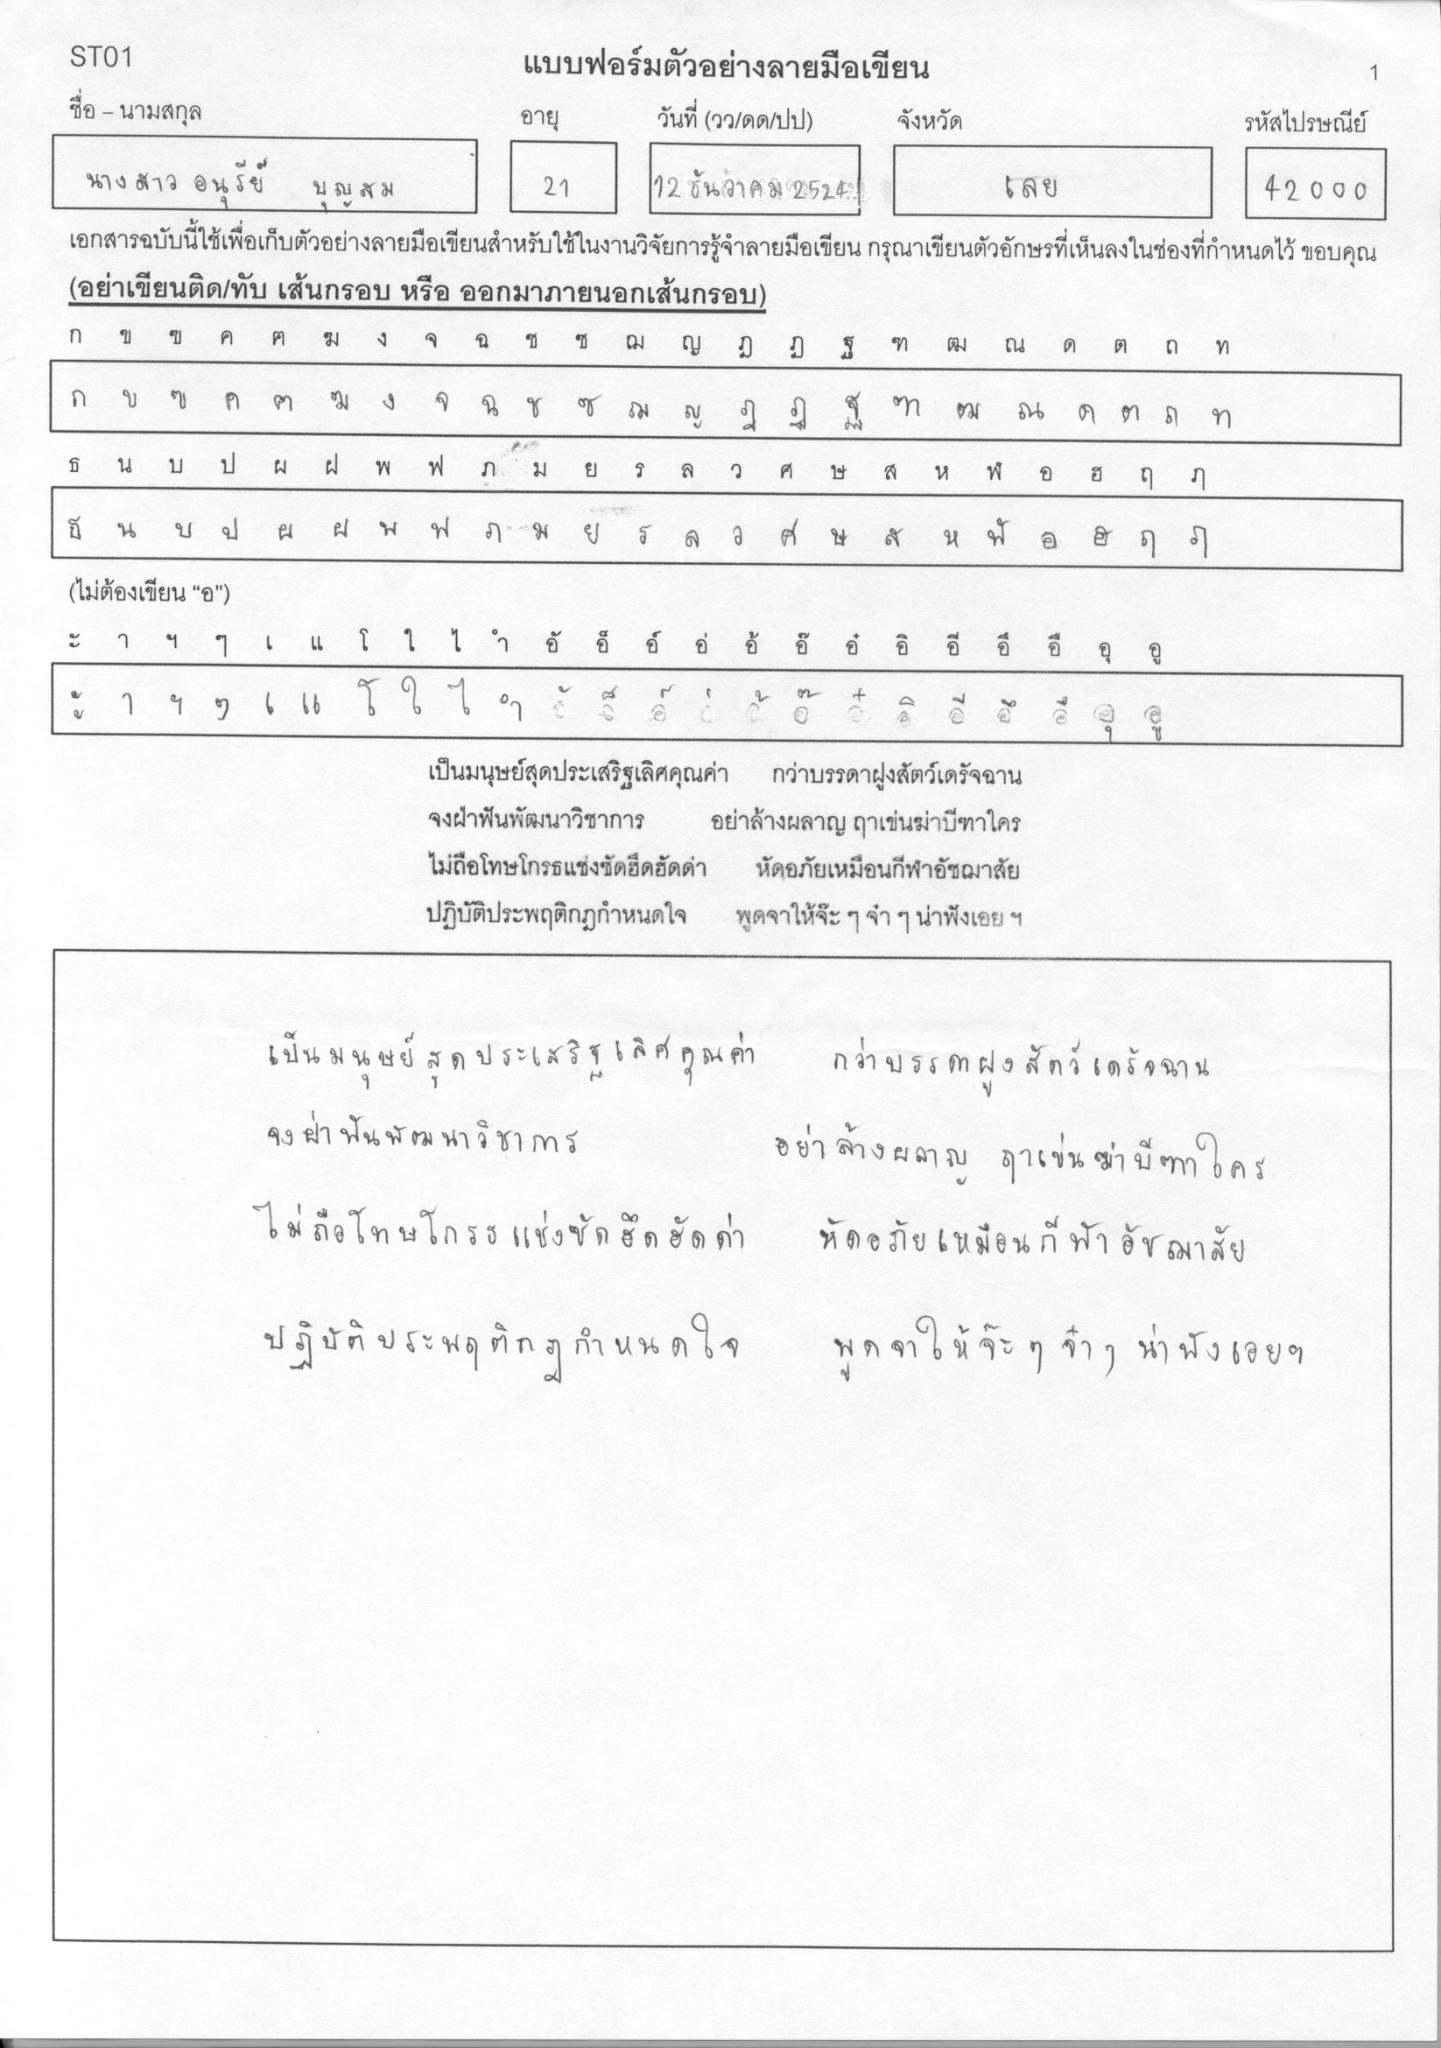 ST01
แบบฟอร์มตัวอย่างลายมือเขียน
1
ชื่อ – นามสกุล อายุ วันที่ (วว/ดด/ปป) จังหวัด รหัสไปรษณีย์
นางสาว อนุรีย์ บุญสม 21 12 ธันวาคม 2524 เลย 42000
เอกสารฉบับนี้ใช้เพื่อเก็บตัวอย่างลายมือเขียนสำหรับใช้ในงานวิจัยการรู้จำลายมือเขียน กรุณาเขียนตัวอักษรที่เห็นลงในช่องที่กำหนดไว้ ขอบคุณ
(อย่าเขียนติด/ทับ เส้นกรอบ หรือ ออกมาภายนอกเส้นกรอบ)
ก ข ฃ ค ฅ ฆ ง จ ฉ ช ซ ฌ ญ ฎ ฏ ฐ ฑ ฒ ณ ด ต ถ ท
ก ข ฃ ค ฅ ฆ ง จ ฉ ช ซ ฌ ญ ฎ ฏ ฐ ฑ ฒ ณ ด ต ถ ท
ธ น บ ป ผ ฝ พ ฟ ภ ม ย ร ล ว ศ ษ ส ห ฬ อ ฮ ฤ ฦ
ธ น บ ป ผ ฝ พ ฟ ภ ม ย ร ล ว ศ ษ ส ห ฬ อ ฮ ฤ ฦ
(ไม่ต้องเขียน “อ”)
ะ า ฯ ๆ เ แ โ ใ ไ ำ อั อ็ อ์ อ่ อ้ อ๊ อ๋ อิ อี อึ อื อุ อู
ะ า ฯ ๆ เ แ โ ใ ไ ำ อั อ็ อ์ อ่ อ้ อ๊ อ๋ อิ อี อึ อื อุ อู
เป็นมนุษย์สุดประเสริฐเลิศคุณค่า กว่าบรรดาฝูงสัตว์เดรัจฉาน
จงฝ่าฟันพัฒนาวิชาการ อย่าล้างผลาญ ฤาเข่นฆ่าบีฑาใคร
ไม่ถือโทษโกรธแช่งซัดฮึดฮัดด่า หัดอภัยเหมือนกีฬาอัชฌาสัย
ปฏิบัติประพฤติกฎกำหนดใจ พูดจาให้จ๊ะ ๆ จ๋า ๆ น่าฟังเอย ฯ
เป็นมนุษย์สุดประเสริฐเลิศคุณค่า กว่าบรรดาฝูงสัตว์เดรัจฉาน
จงฝ่าฟันพัฒนาวิชาการ อย่าล้างผลาญ ฤาเข่นฆ่าบีฑาใคร
ไม่ถือโทษโกรธแช่งซัดฮึดฮัดด่า หัดอภัยเหมือนกีฬาอัชฌาสัย
ปฏิบัติประพฤติกฎกำหนดใจ พูดจาให้จ๊ะๆ จ๋าๆ น่าฟังเอยฯ